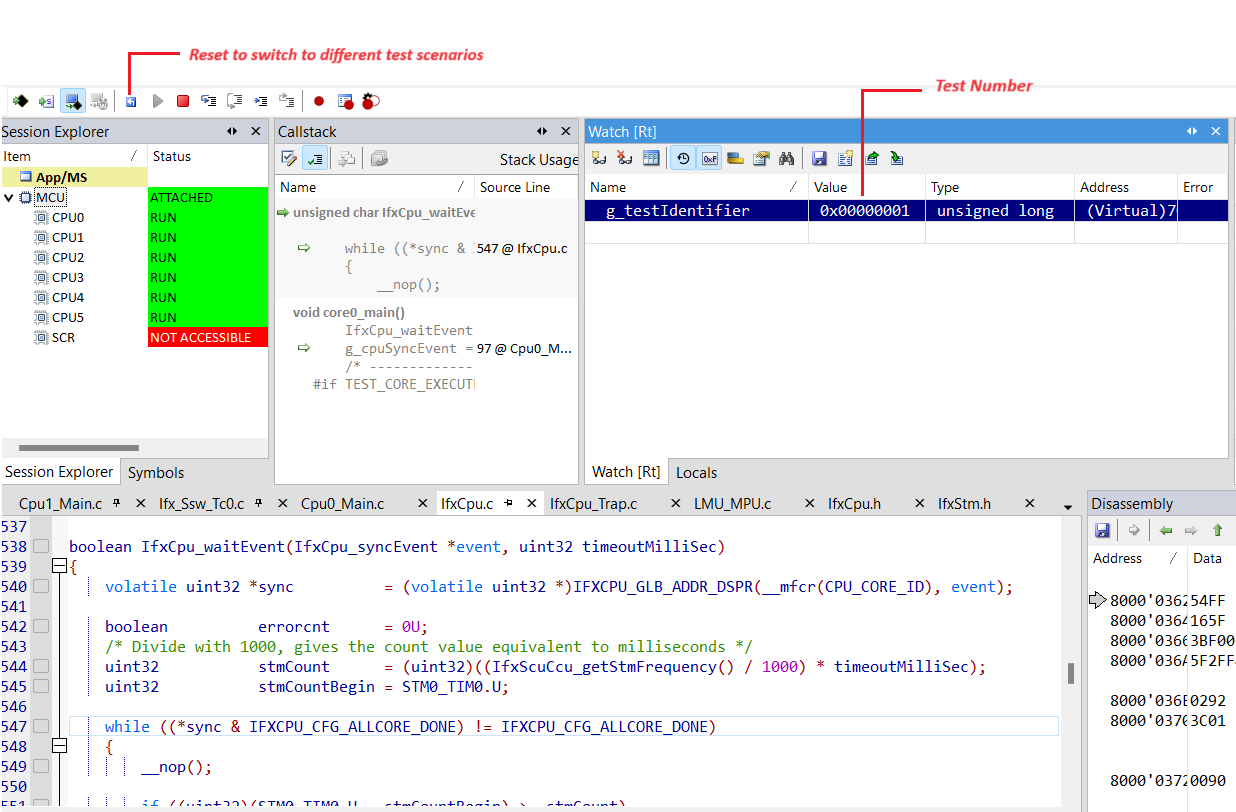 Reset to switch to different test scenarios
Test Number
Session Explorer
Item / Status
App/MS
MCU ATTACHED
CPU0 RUN
CPU1 RUN
CPU2 RUN
CPU3 RUN
CPU4 RUN
CPU5 RUN
SCR NOT ACCESSIBLE
Session Explorer Symbols
Callstack
Stack Usage
Name / Source Line
unsigned char IfxCpu_waitEve
while ((*sync & 547 @ IfxCpu.c
{
__nop();
void core0_main()
IfxCpu_waitEvent
g_cpuSyncEvent = 97 @ Cpu0_M...
/* -------------
#if TEST_CORE_EXECUT
Watch [Rt]
Name / Value Type Address Error
g_testIdentifier 0x00000001 unsigned long (Virtual)7
Watch [Rt] Locals
Cpu1_Main.c Ifx_Ssw_Tc0.c Cpu0_Main.c IfxCpu.c IfxCpu_Trap.c LMU_MPU.c IfxCpu.h IfxStm.h
537
538 boolean IfxCpu_waitEvent(IfxCpu_syncEvent *event, uint32 timeoutMilliSec)
539 {
540 volatile uint32 *sync = (volatile uint32 *)IFXCPU_GLB_ADDR_DSPR(__mfcr(CPU_CORE_ID), event);
541
542 boolean errorcnt = 0U;
543 /* Divide with 1000, gives the count value equivalent to milliseconds */
544 uint32 stmCount = (uint32)((IfxScuCcu_getStmFrequency() / 1000) * timeoutMilliSec);
545 uint32 stmCountBegin = STM0_TIM0.U;
546
547 while ((*sync & IFXCPU_CFG_ALLCORE_DONE) != IFXCPU_CFG_ALLCORE_DONE)
548 {
549 __nop();
550
Disassembly
Address / Data
8000'0362 54FF
8000'0364 165F
8000'0366 3BF00
8000'036A 5F2FF
8000'036E 0292
8000'0370 3C01
8000'0372 0090